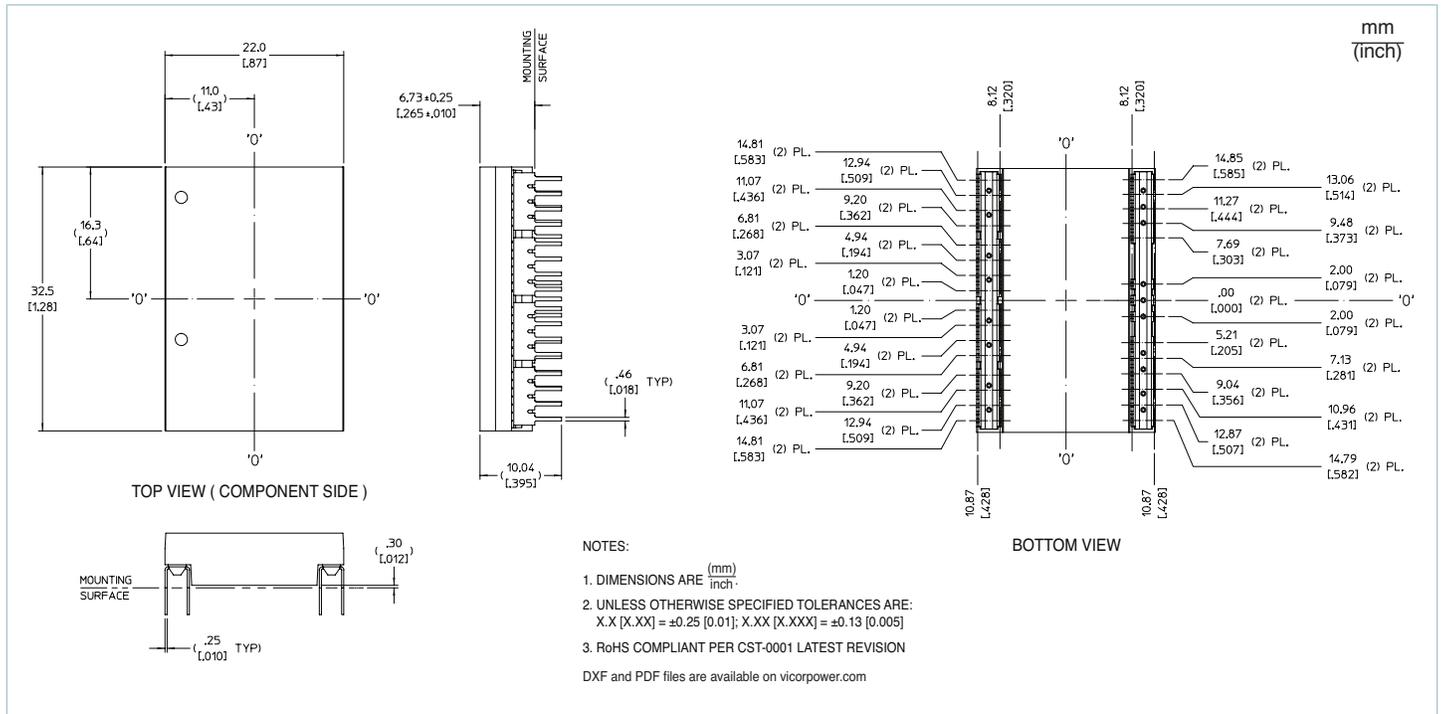 mm
(inch)
22.0
[.87]
(11.0)
([.43])
'0'
(16.3)
([.64])
32.5
[1.28]
'0'
'0'
'0'
TOP VIEW ( COMPONENT SIDE )
MOUNTING
SURFACE
6.73±0.25
[.265±.010]
(.46 TYP)
([.018] TYP)
(10.04)
([.395])
MOUNTING
SURFACE
(.30)
([.012])
(.25 TYP)
([.010] TYP)
8.12
[.320]
8.12
[.320]
'0'
14.81
[.583] (2) PL.
12.94
[.509] (2) PL.
11.07
[.436] (2) PL.
9.20
[.362] (2) PL.
6.81
[.268] (2) PL.
4.94
[.194] (2) PL.
3.07
[.121] (2) PL.
1.20
[.047] (2) PL.
'0'
1.20
[.047] (2) PL.
3.07
[.121] (2) PL.
4.94
[.194] (2) PL.
6.81
[.268] (2) PL.
9.20
[.362] (2) PL.
11.07
[.436] (2) PL.
12.94
[.509] (2) PL.
14.81
[.583] (2) PL.
14.85
[.585] (2) PL.
13.06
[.514] (2) PL.
11.27
[.444] (2) PL.
9.48
[.373] (2) PL.
7.69
[.303] (2) PL.
2.00
[.079] (2) PL.
.00
[.000] (2) PL.
'0'
2.00
[.079] (2) PL.
5.21
[.205] (2) PL.
7.13
[.281] (2) PL.
9.04
[.356] (2) PL.
10.96
[.431] (2) PL.
12.87
[.507] (2) PL.
14.79
[.582] (2) PL.
'0'
10.87
[.428]
10.87
[.428]
BOTTOM VIEW
NOTES:
1. DIMENSIONS ARE (mm)
inch.
2. UNLESS OTHERWISE SPECIFIED TOLERANCES ARE:
X.X [X.XX] = ±0.25 [0.01]; X.XX [X.XXX] = ±0.13 [0.005]
3. RoHS COMPLIANT PER CST-0001 LATEST REVISION
DXF and PDF files are available on vicorpower.com